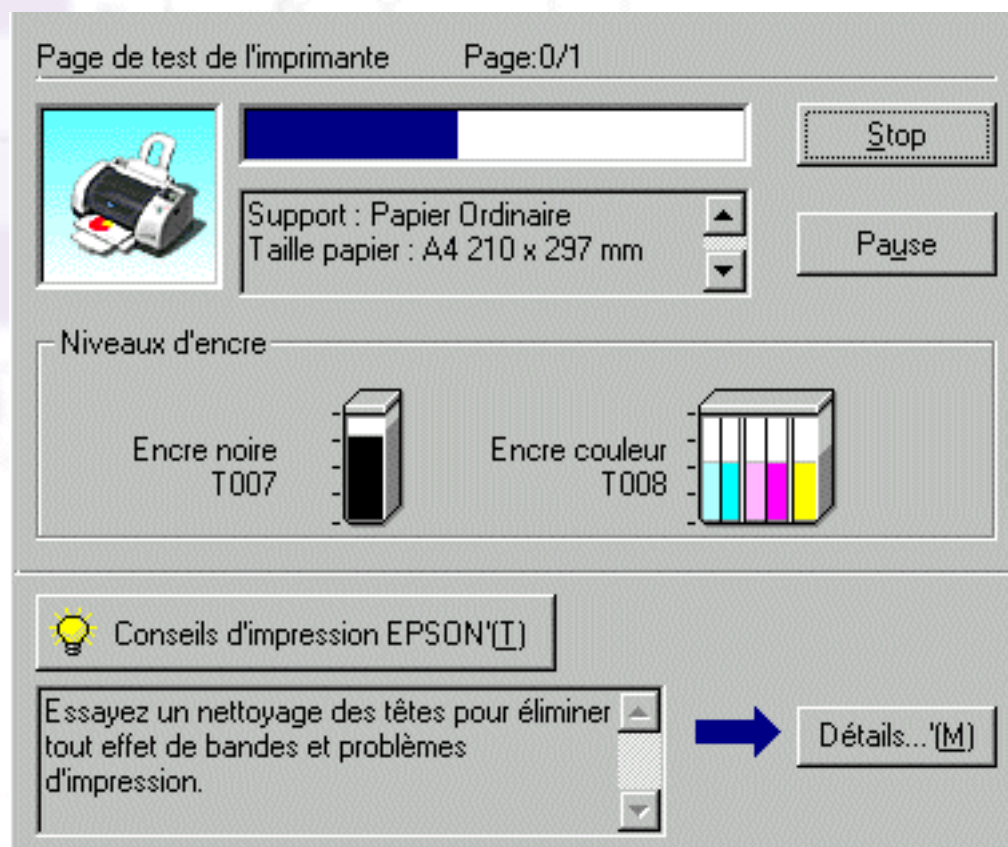 Page de test de l'imprimante Page:0/1
Stop
Support : Papier Ordinaire
Taille papier : A4 210 x 297 mm
Pause
Niveaux d'encre
Encre noire
T007
Encre couleur
T008
Conseils d'impression EPSON'(T)
Essayez un nettoyage des têtes pour éliminer
tout effet de bandes et problèmes
d'impression.
Détails...'(M)